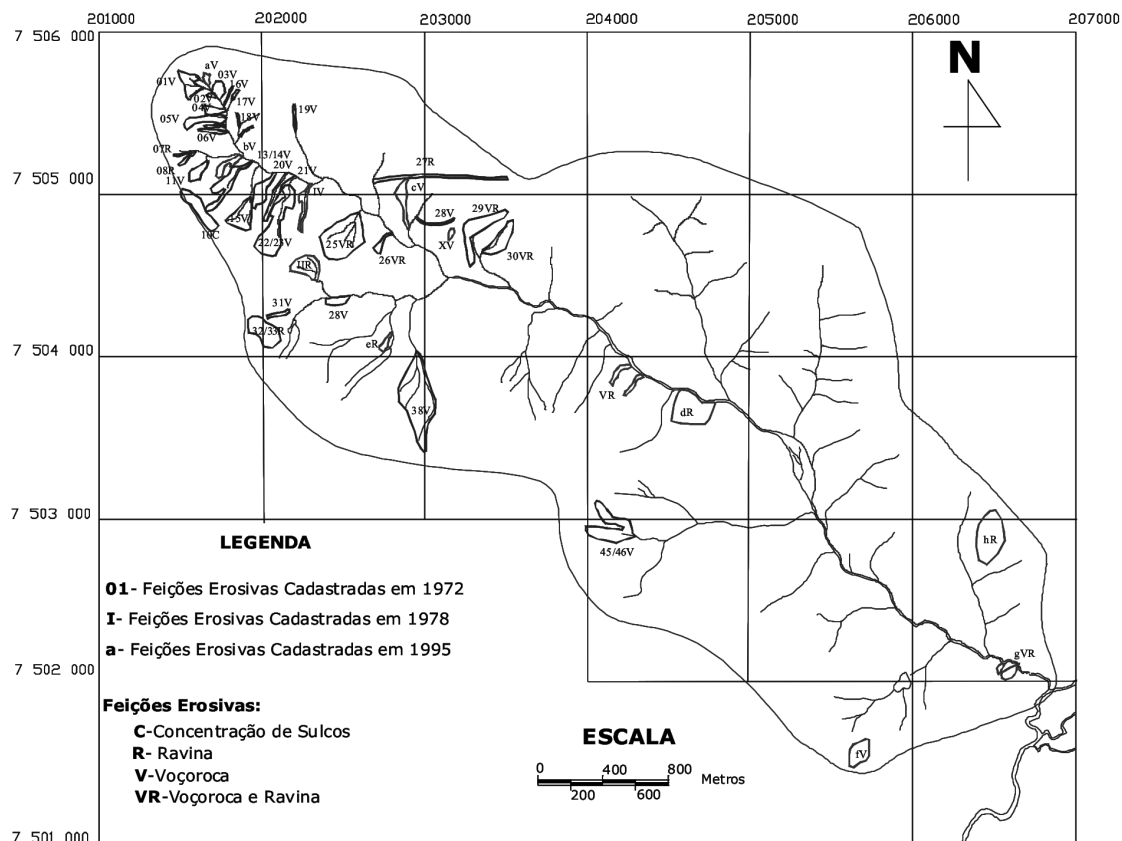 201000 202000 203000 204000 205000 206000 207000
7 506 000
N
aV
01V
03V
16V
02V
17V
04V
18V
19V
05V
06V
bV
07R
13/14V
27R
08R
20V
21V
11V
7 505 000
IV
cV
15V
28V
29VR
10C
22/23V
25VR
XV
26VR
30VR
IIR
31V
28V
32/33R
eR
7 504 000
VR
38V
dR
7 503 000
45/46V
hR
LEGENDA
01- Feições Erosivas Cadastradas em 1972
I- Feições Erosivas Cadastradas em 1978
a- Feições Erosivas Cadastradas em 1995
7 502 000
gVR
Feições Erosivas:
C-Concentração de Sulcos
R- Ravina
V-Voçoroca
VR-Voçoroca e Ravina
ESCALA
0 400 800
Metros
200 600
fV
7 501 000